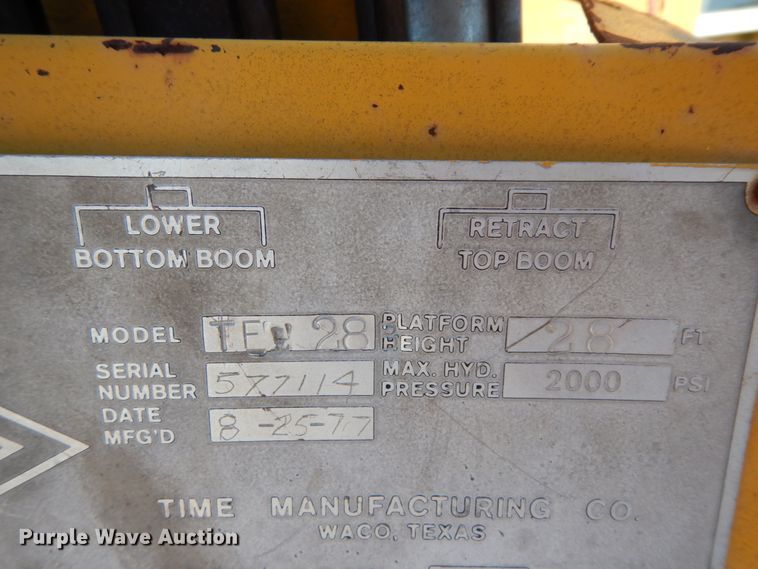 LOWER
BOTTOM BOOM
RETRACT
TOP BOOM
MODEL 28 PLATFORM HEIGHT 28 FT.
SERIAL NUMBER 577114 MAX. HYD. PRESSURE 2000 PSI
DATE MFG'D 8-25-77
TIME MANUFACTURING CO.
WACO, TEXAS
Purple Wave Auction